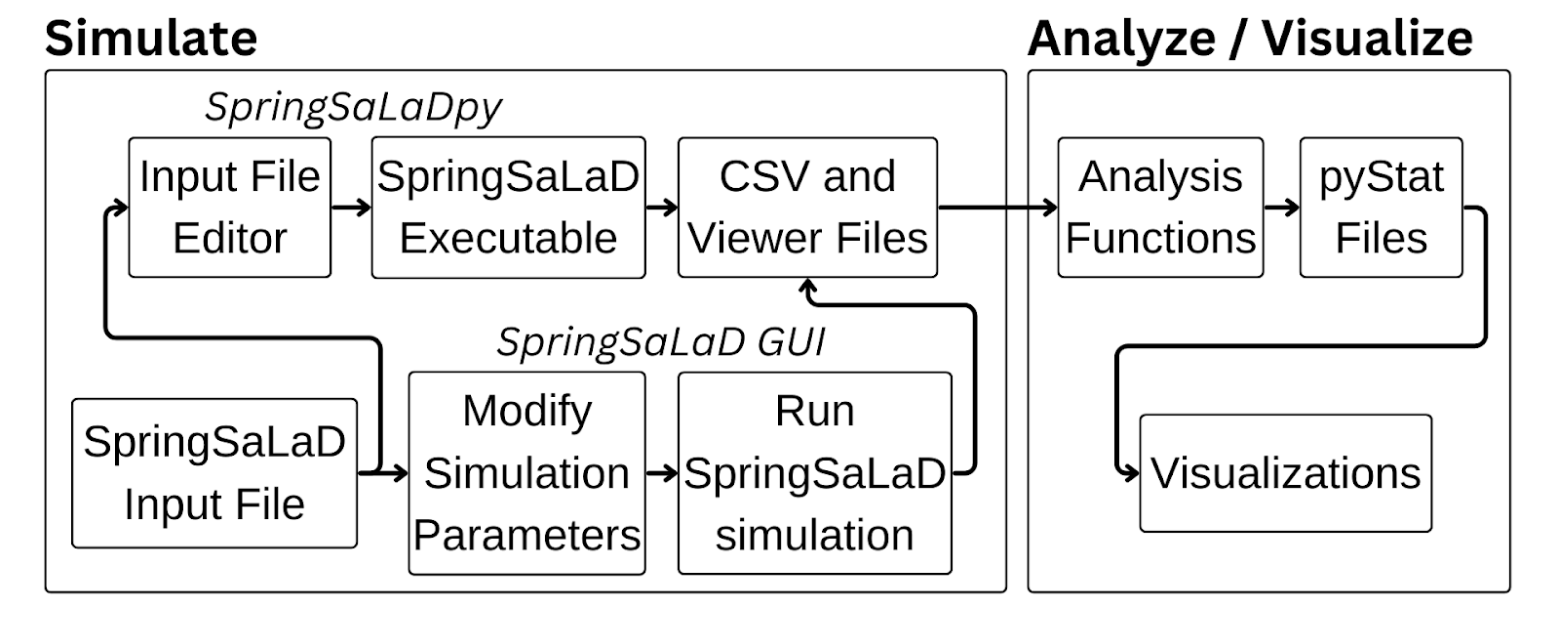 Simulate
SpringSaLaDpy
Input File
Editor
SpringSaLaD
Executable
CSV and
Viewer Files
SpringSaLaD GUI
SpringSaLaD
Input File
Modify
Simulation
Parameters
Run
SpringSaLaD
simulation
Analyze / Visualize
Analysis
Functions
pyStat
Files
Visualizations